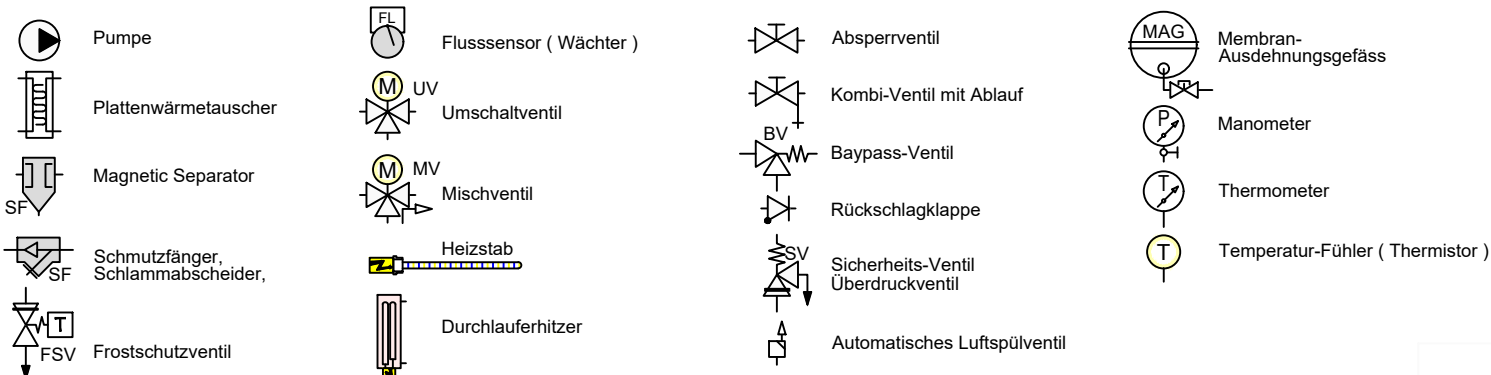 Pumpe
Plattenwärmetauscher
Magnetic Separator
SF
Schmutzfänger,
Schlammabscheider,
SF
T
FSV
Frostschutzventil
FL
Flusssensor ( Wächter )
M
UV
Umschaltventil
M
MV
Mischventil
Heizstab
Durchlauferhitzer
Absperrventil
Kombi-Ventil mit Ablauf
BV
Baypass-Ventil
Rückschlagklappe
SV
Sicherheits-Ventil
Überdruckventil
Automatisches Luftspülventil
MAG
Membran-
Ausdehnungsgefäss
P
Manometer
T
Thermometer
T
Temperatur-Fühler ( Thermistor )